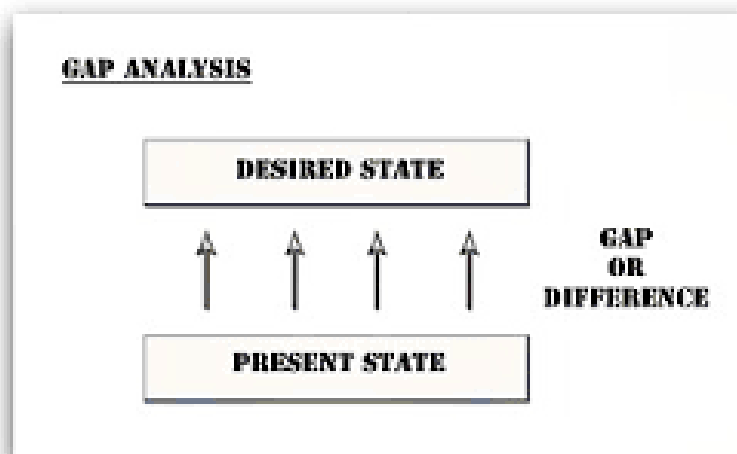 GAP ANALYSIS
DESIRED STATE
GAP
OR
DIFFERENCE
PRESENT STATE